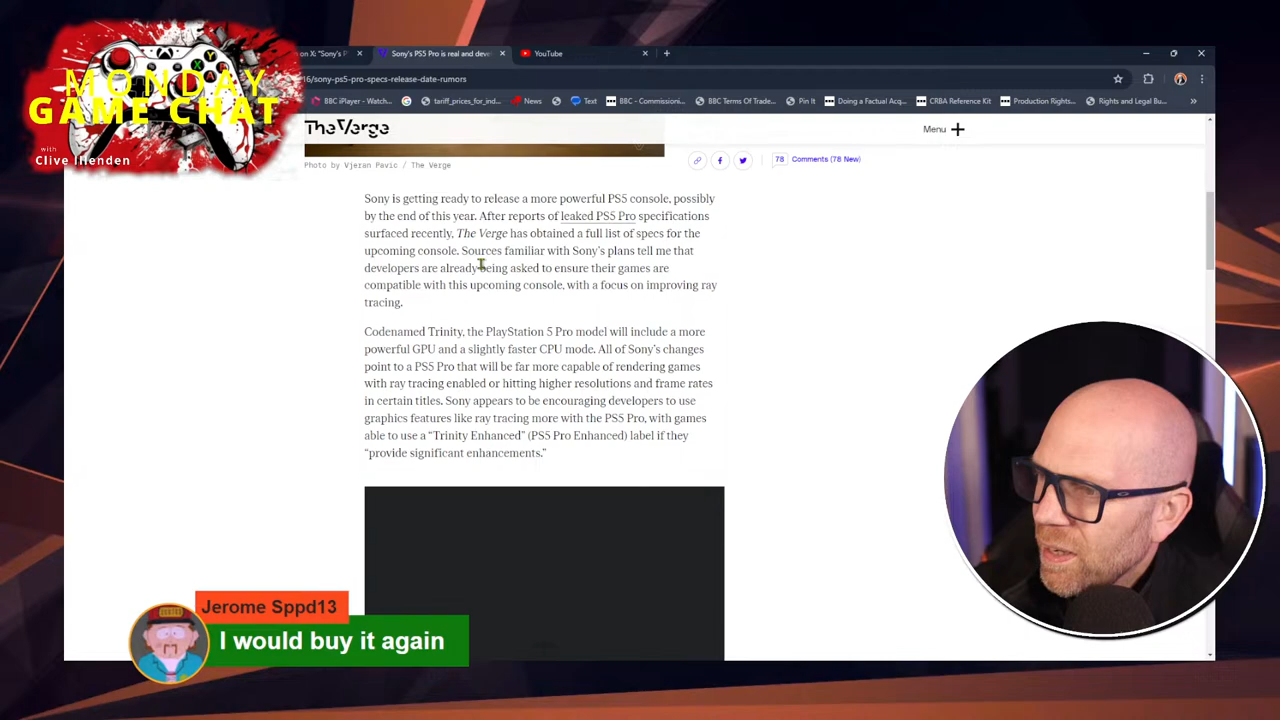 MONDAY
GAME CHAT
with
Clive Illenden
on X: "Sony's P
Sony's PS5 Pro is real and deve
YouTube
16/sony-ps5-pro-specs-release-date-rumors
BBC iPlayer - Watch...
tariff_prices_for_ind...
News
Text
BBC - Commissioni...
BBC Terms Of Trade...
Pin It
Doing a Factual Acq...
CRBA Reference Kit
Production Rights...
Rights and Legal Bu...
TheVerge
Menu
Photo by Vjeran Pavic / The Verge
78 Comments (78 New)
Sony is getting ready to release a more powerful PS5 console, possibly
by the end of this year. After reports of leaked PS5 Pro specifications
surfaced recently, The Verge has obtained a full list of specs for the
upcoming console. Sources familiar with Sony's plans tell me that
developers are already being asked to ensure their games are
compatible with this upcoming console, with a focus on improving ray
tracing.
Codenamed Trinity, the PlayStation 5 Pro model will include a more
powerful GPU and a slightly faster CPU mode. All of Sony's changes
point to a PS5 Pro that will be far more capable of rendering games
with ray tracing enabled or hitting higher resolutions and frame rates
in certain titles. Sony appears to be encouraging developers to use
graphics features like ray tracing more with the PS5 Pro, with games
able to use a "Trinity Enhanced" (PS5 Pro Enhanced) label if they
"provide significant enhancements."
Jerome Sppd13
I would buy it again